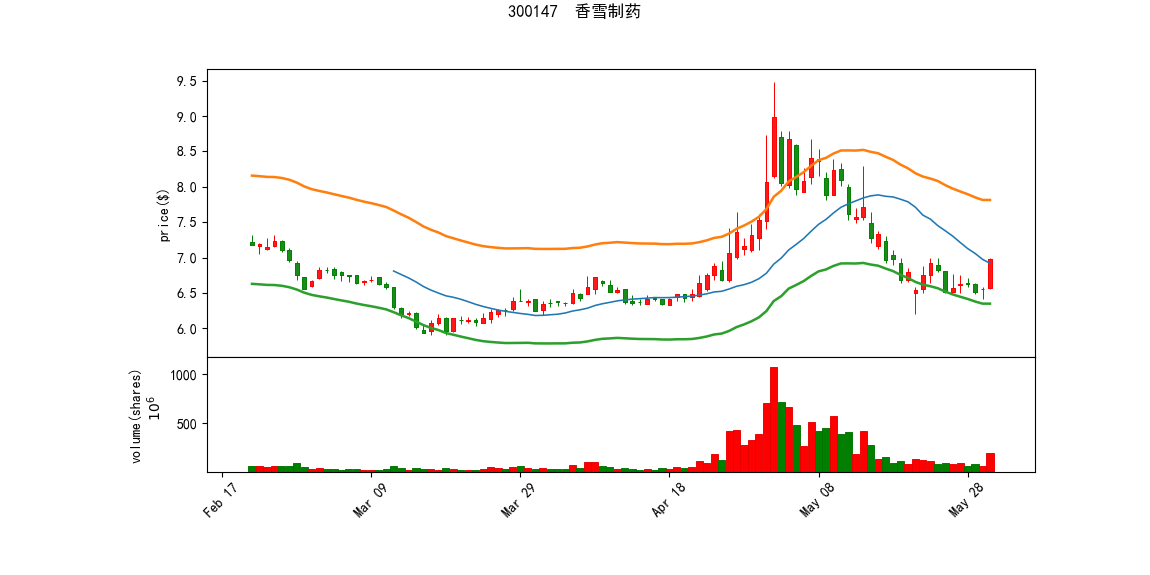 300147 香雪制药
9.5
9.0
8.5
8.0
7.5
7.0
6.5
6.0
price($)
1000
500
volume(shares)
10^6
Feb 17
Mar 09
Mar 29
Apr 18
May 08
May 28